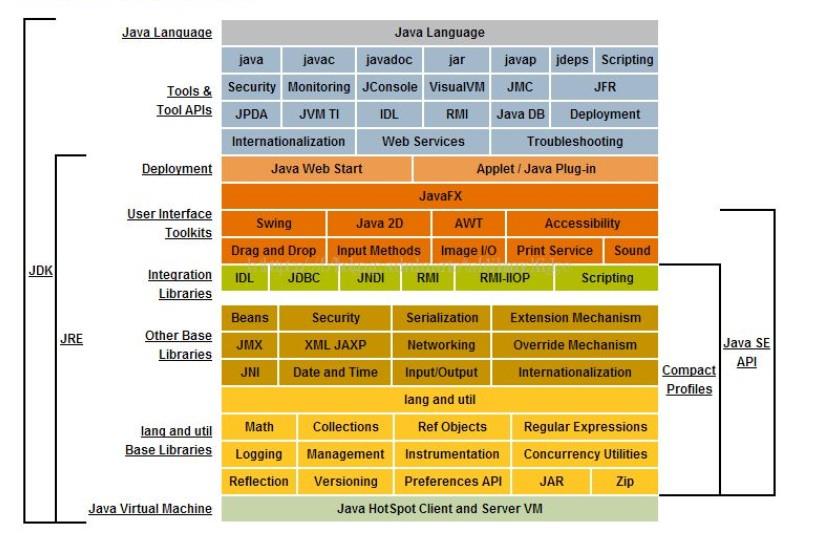 Java Language Java Language
java javac javadoc jar javap jdeps Scripting
Tools & Tool APIs Security Monitoring JConsole VisualVM JMC JFR
JPDA JVM TI IDL RMI Java DB Deployment
Internationalization Web Services Troubleshooting
Deployment Java Web Start Applet / Java Plug-in
JavaFX
User Interface Toolkits Swing Java 2D AWT Accessibility
Drag and Drop Input Methods Image I/O Print Service Sound
JDK
Integration Libraries IDL JDBC JNDI RMI RMI-IIOP Scripting
JRE
Other Base Libraries Beans Security Serialization Extension Mechanism
JMX XML JAXP Networking Override Mechanism
JNI Date and Time Input/Output Internationalization
Java SE API
Compact Profiles
lang and util
lang and util Base Libraries Math Collections Ref Objects Regular Expressions
Logging Management Instrumentation Concurrency Utilities
Reflection Versioning Preferences API JAR Zip
Java Virtual Machine Java HotSpot Client and Server VM